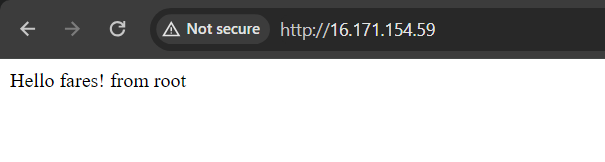 Not secure http://16.171.154.59
Hello fares! from root